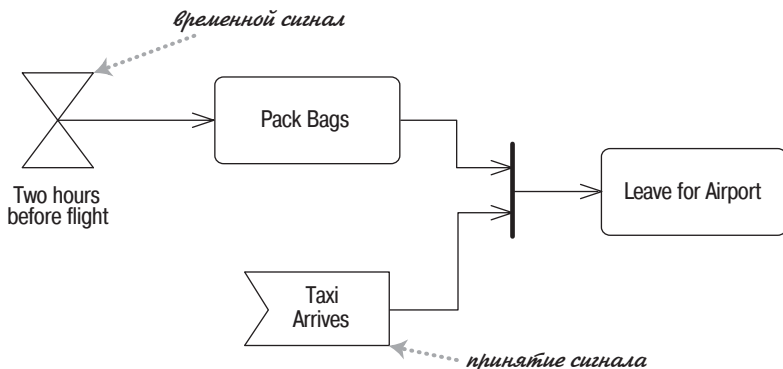 временной сигнал
Pack Bags
Two hours
before flight
Leave for Airport
Taxi
Arrives
принятие сигнала